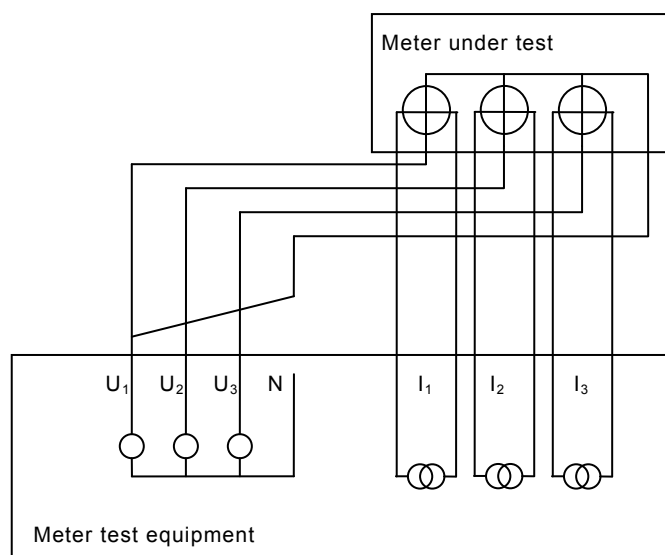 Meter under test
U₁ U₂ U₃ N I₁ I₂ I₃
Meter test equipment